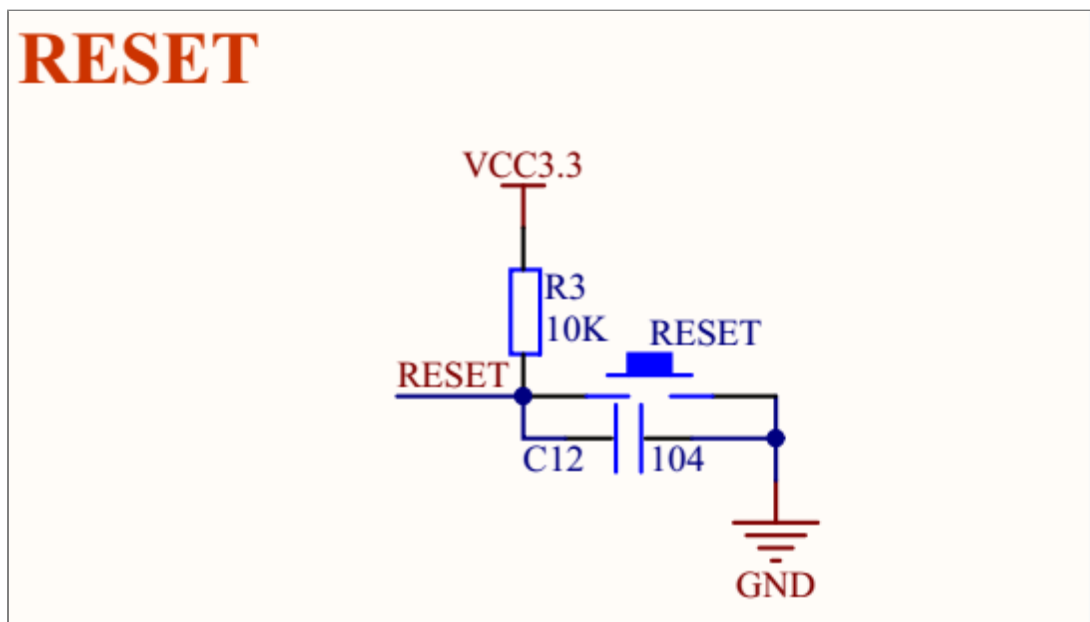 RESET
VCC3.3
R3
10K
RESET
RESET
C12
104
GND